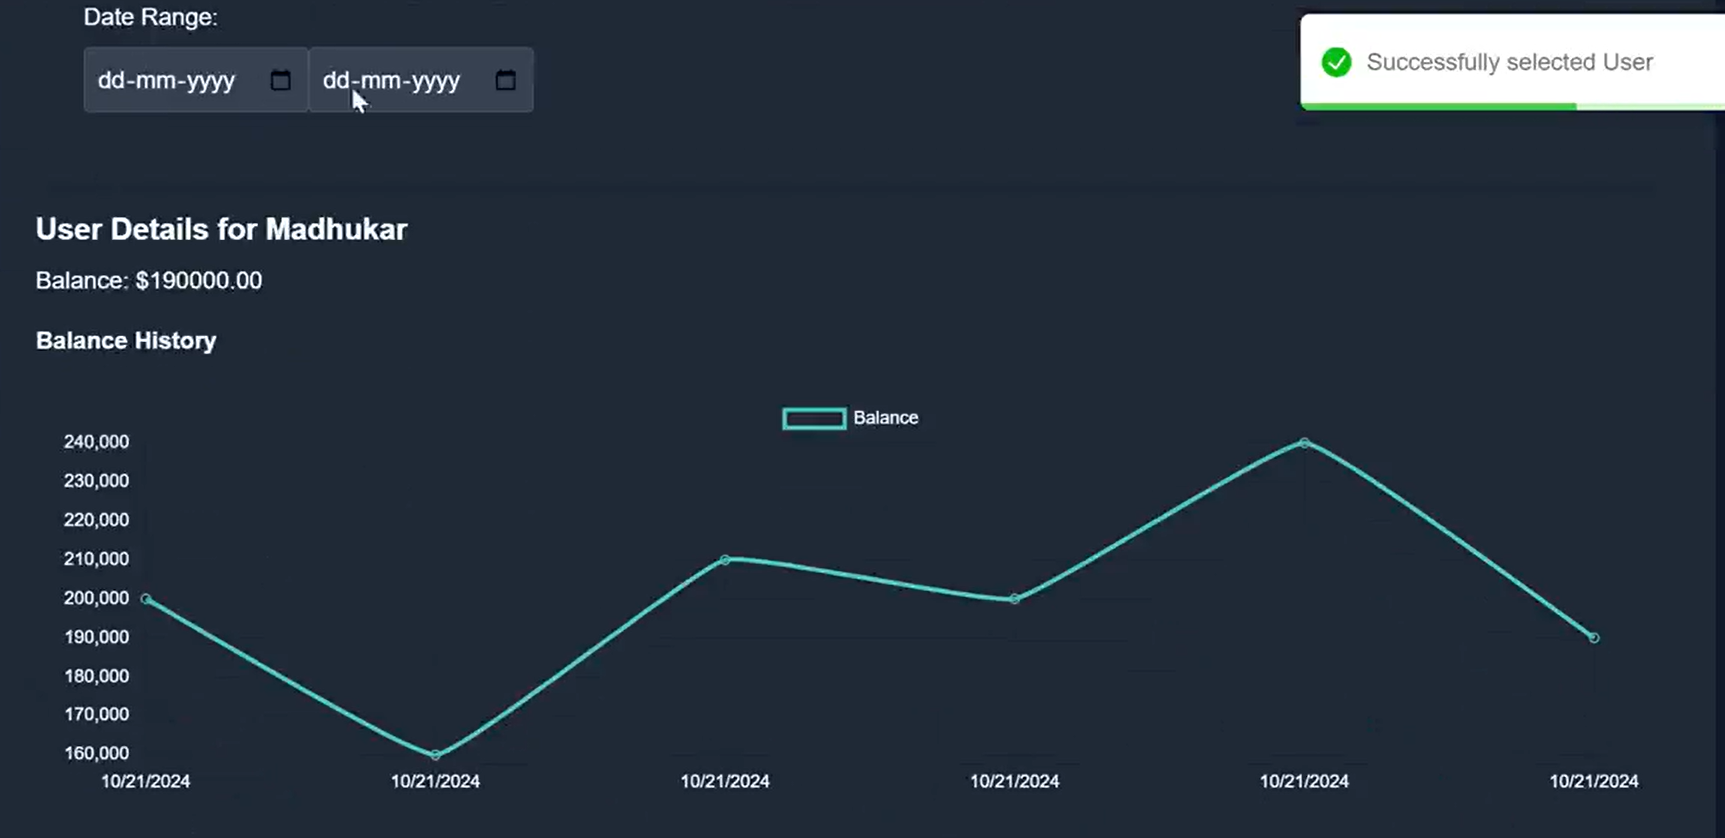 Date Range:
dd-mm-yyyy dd-mm-yyyy
Successfully selected User
User Details for Madhukar
Balance: $190000.00
Balance History
Balance
240,000
230,000
220,000
210,000
200,000
190,000
180,000
170,000
160,000
10/21/2024 10/21/2024 10/21/2024 10/21/2024 10/21/2024 10/21/2024